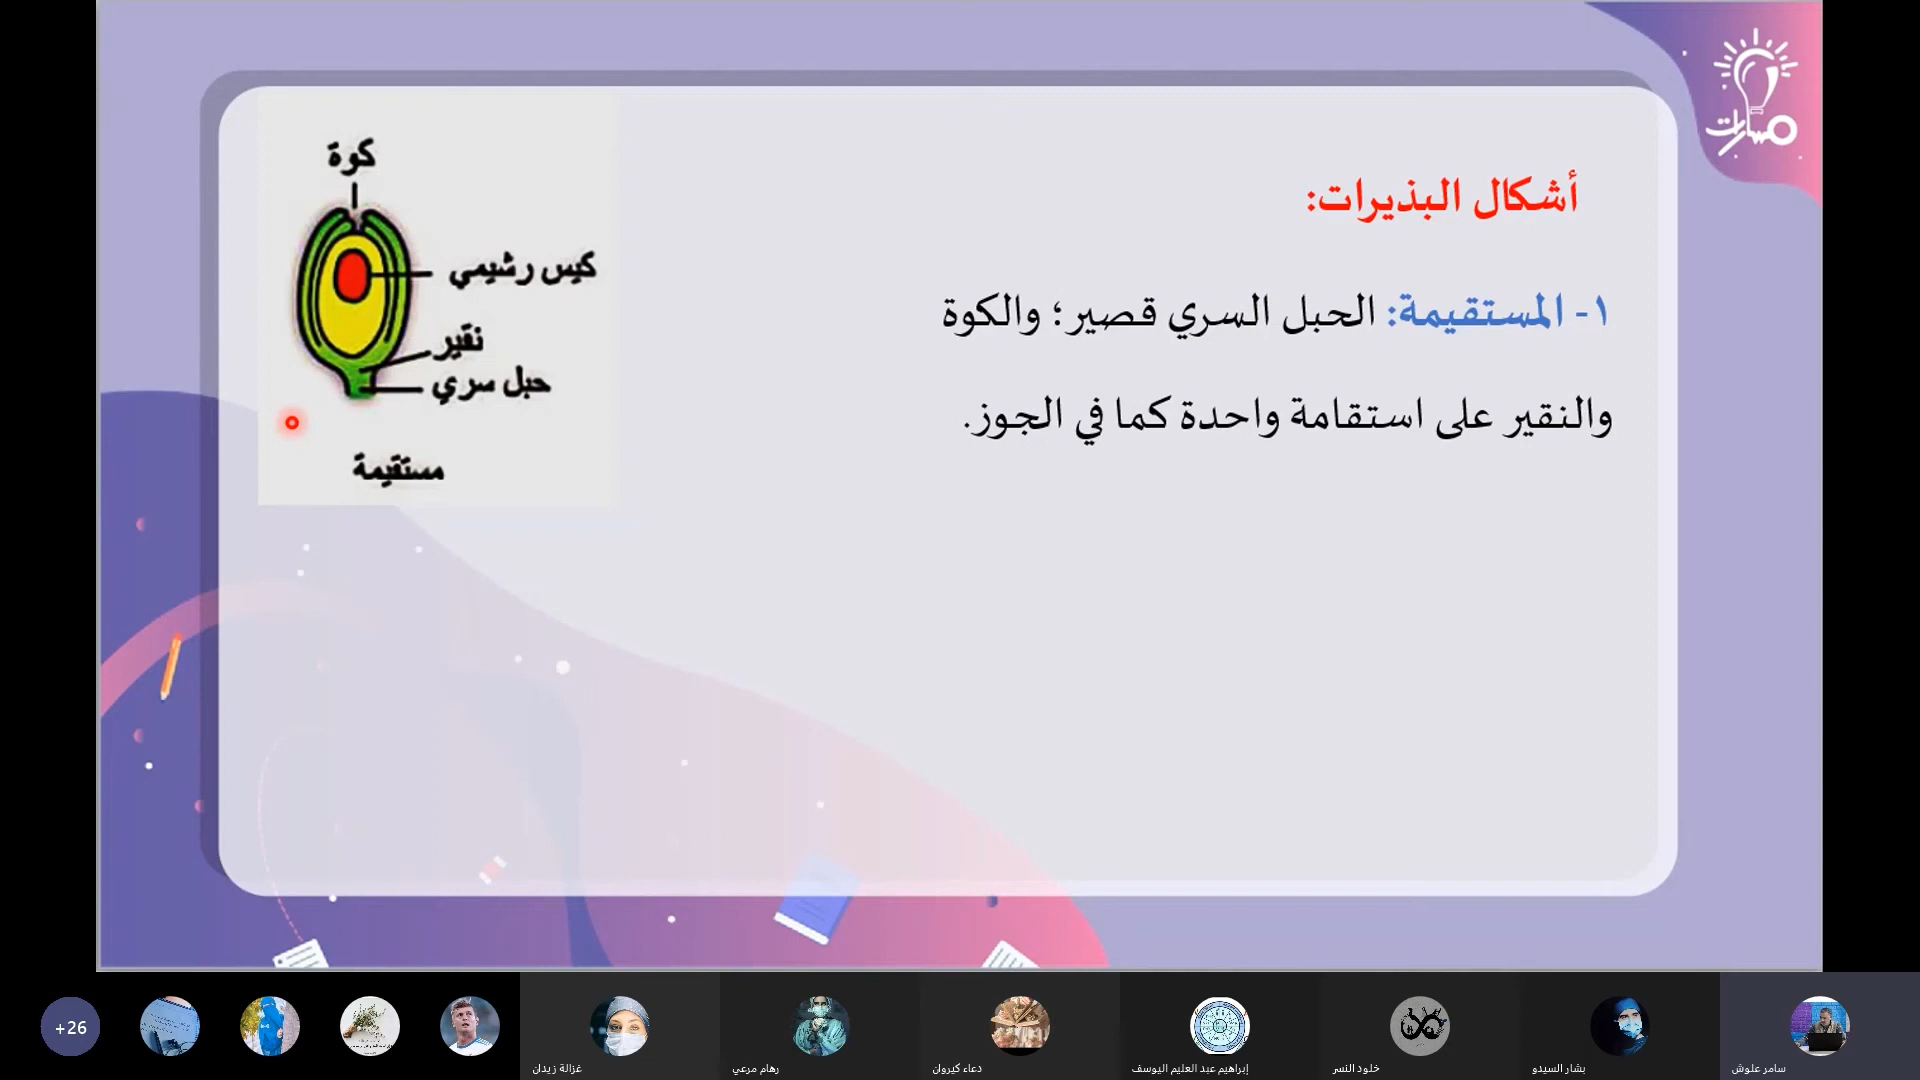 مسارات
أشكال البذيرات:
١- المستقيمة: الحبل السري قصير؛ والكوة
والنقير على استقامة واحدة كما في الجوز.
كوة
كيس رشيمي
نقير
حبل سري
مستقيمة
+26
غزالة زيدان
رهام مرعي
دعاء كيروان
إبراهيم عبد العليم اليوسف
خلود النسر
بشار السيدو
سامر علوش